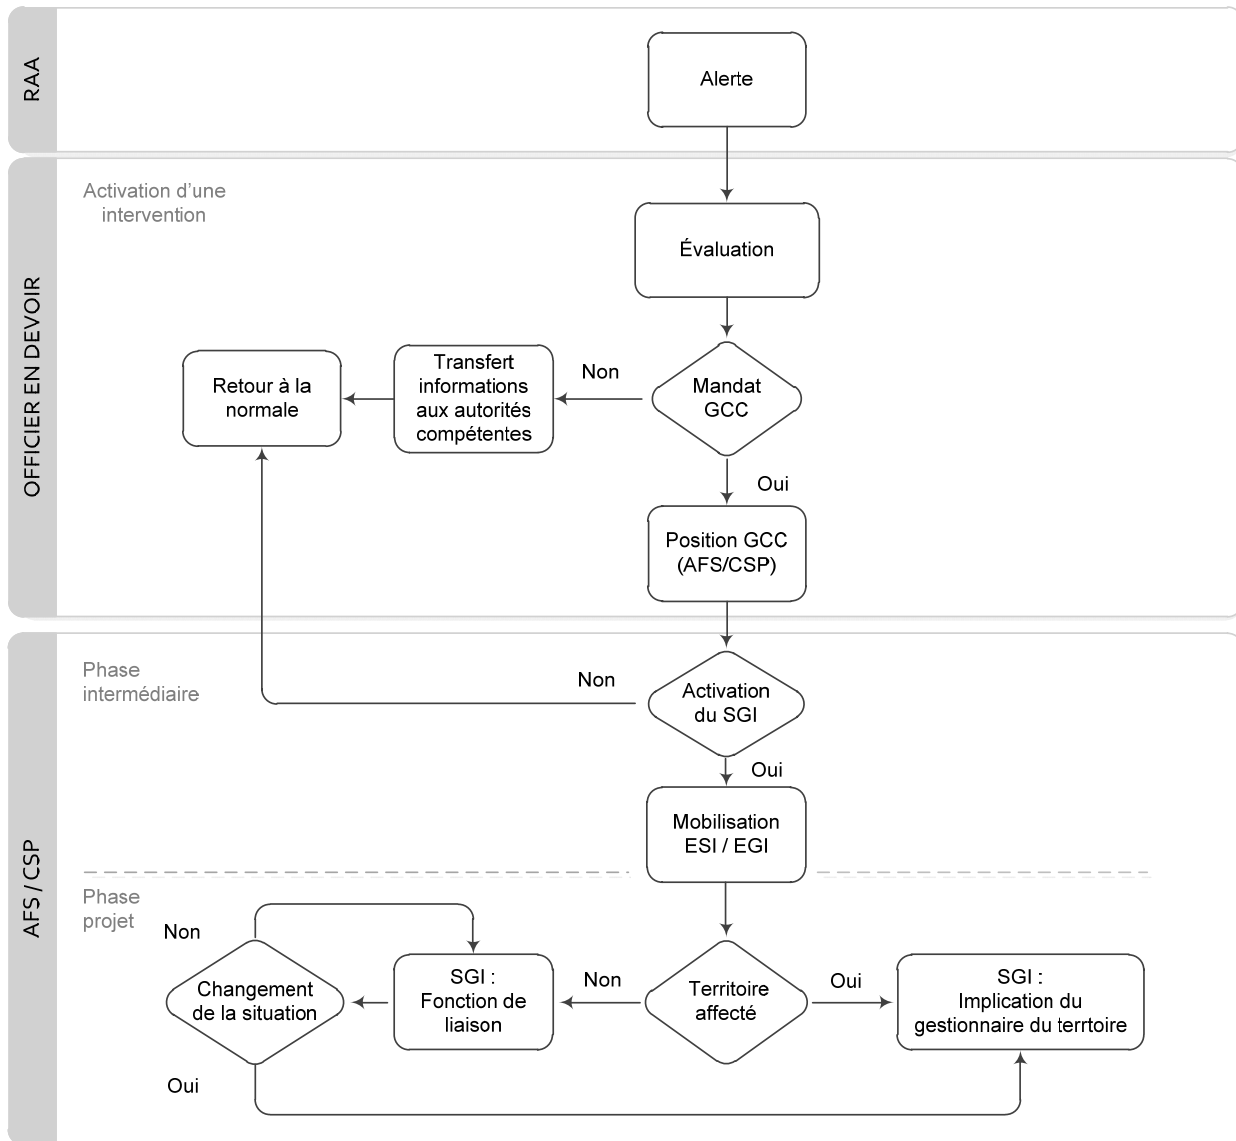 RAA
Alerte
OFFICIER EN DEVOIR
Activation d'une
intervention
Évaluation
Retour à la
normale
Transfert
informations
aux autorités
compétentes
Non
Mandat
GCC
Oui
Position GCC
(AFS/CSP)
AFS / CSP
Phase
intermédiaire
Non
Activation
du SGI
Oui
Mobilisation
ESI / EGI
Phase
projet
Non
Changement
de la situation
SGI :
Fonction de
liaison
Non
Territoire
affecté
Oui
SGI :
Implication du
gestionnaire du terrtoire
Oui